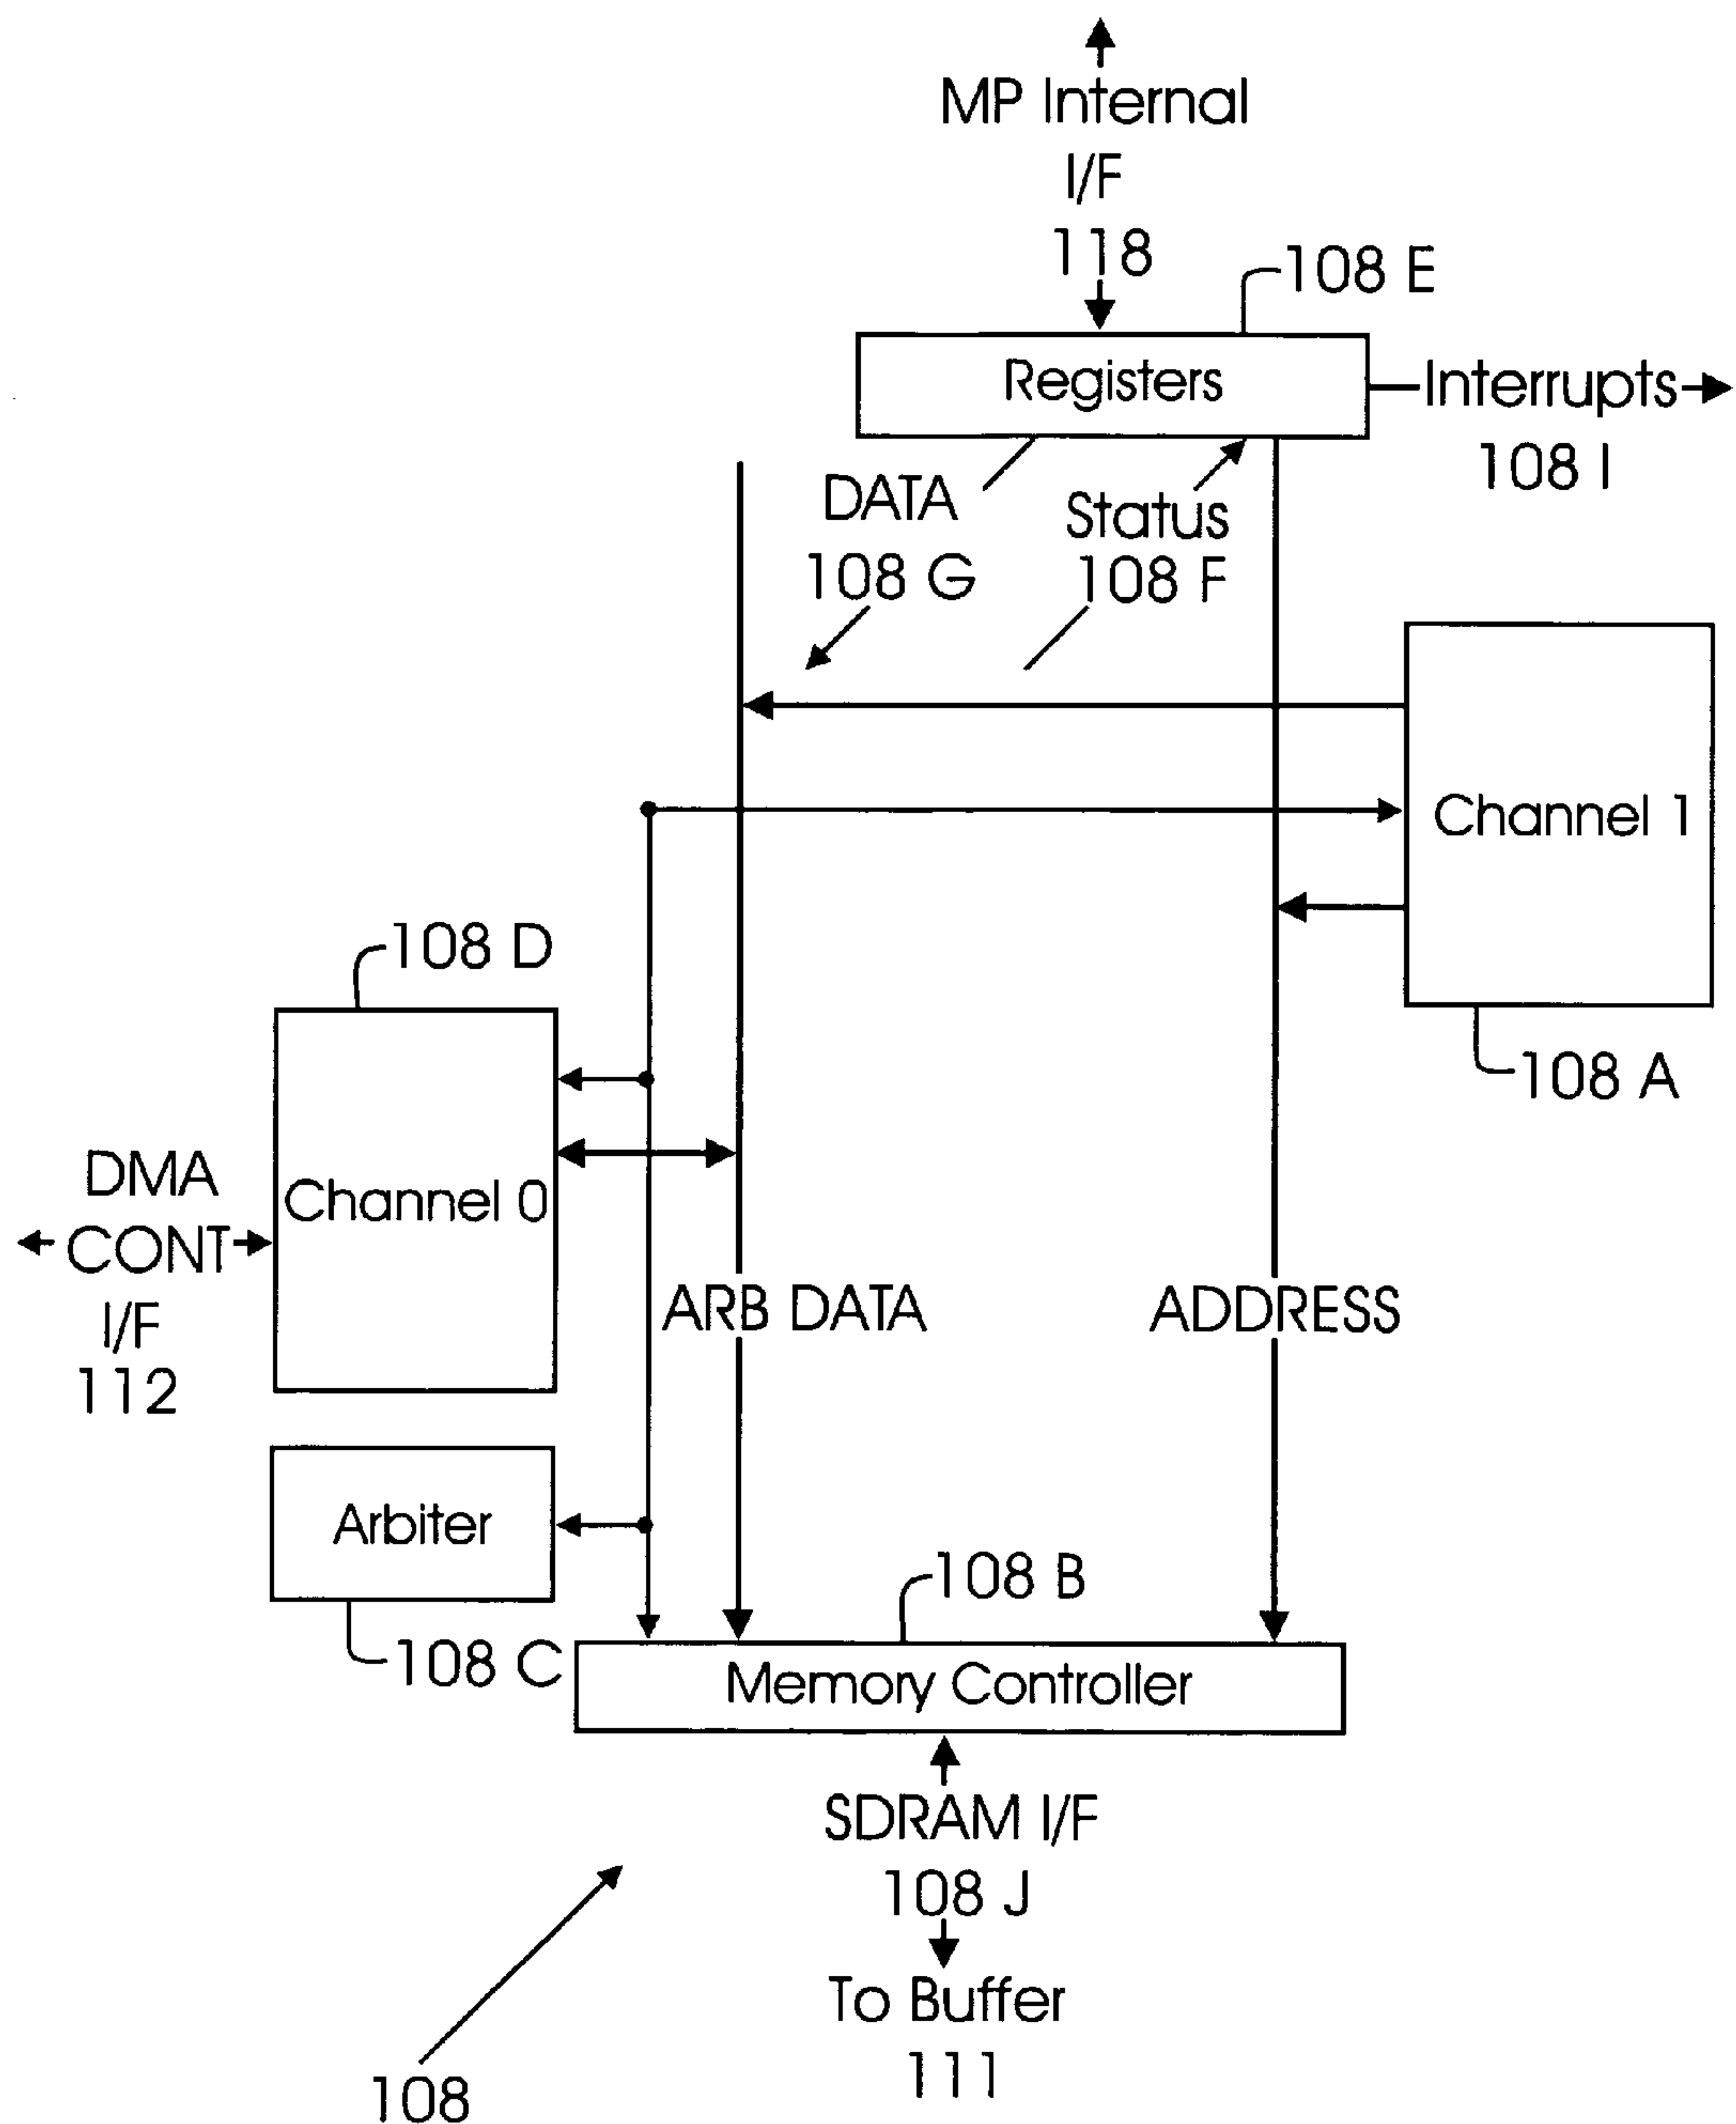 MP Internal
I/F
118
108 E
Registers
Interrupts
108 I
DATA
108 G
Status
108 F
Channel 1
108 A
108 D
Channel 0
DMA
CONT
I/F
112
ARB DATA
ADDRESS
Arbiter
108 C
108 B
Memory Controller
SDRAM I/F
108 J
To Buffer
111
108